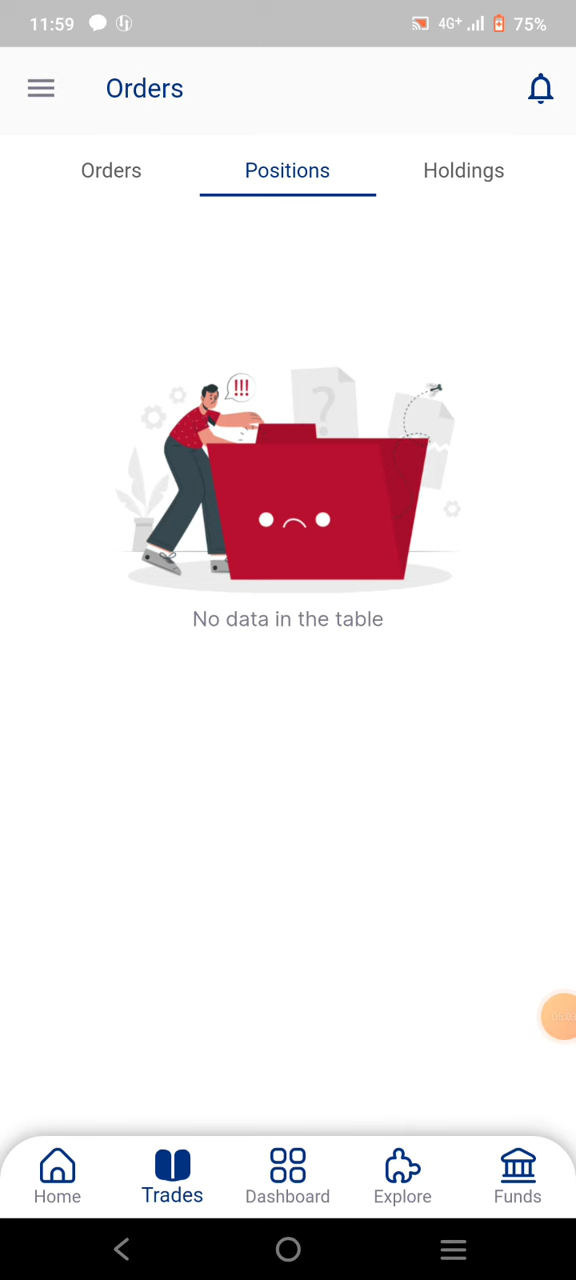 11:59 4G+ 75%
Orders
Orders Positions Holdings
!!!
?
No data in the table
Home Trades Dashboard Explore Funds